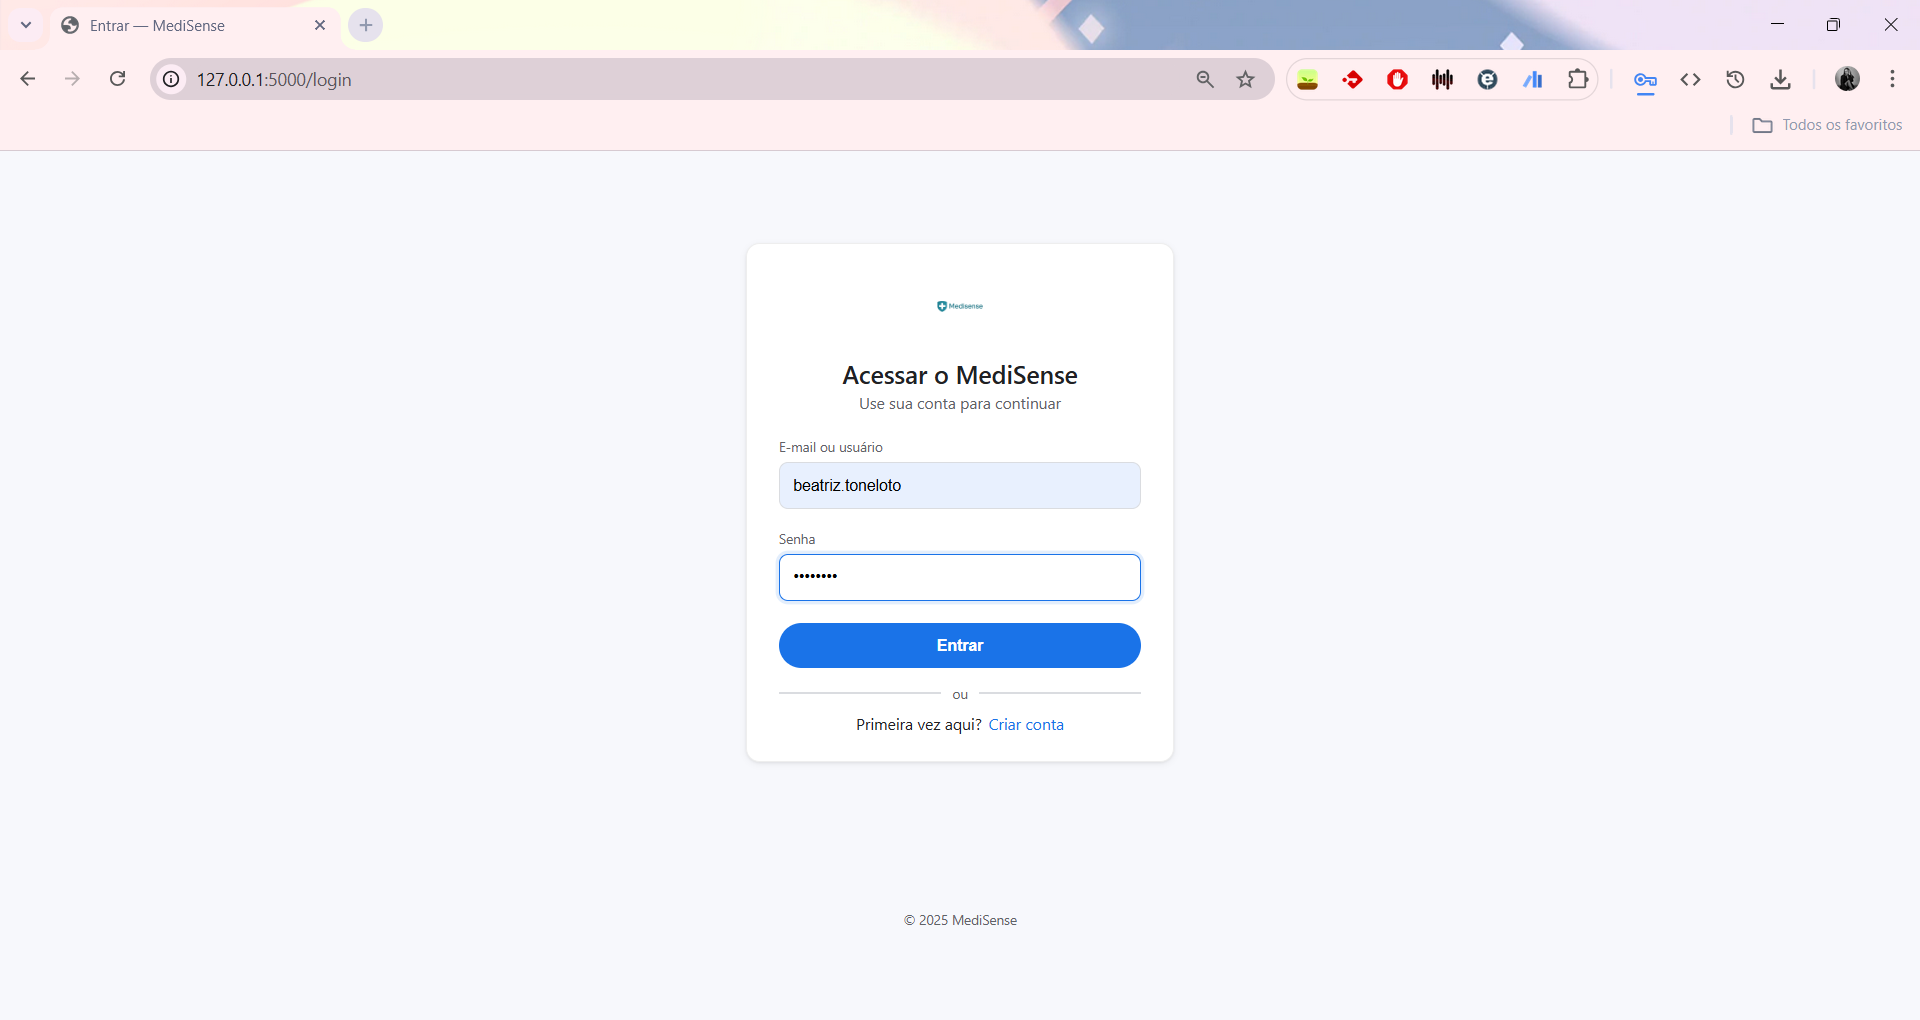 Entrar — MediSense
127.0.0.1:5000/login
Todos os favoritos
Medisense
Acessar o MediSense
Use sua conta para continuar
E-mail ou usuário
beatriz.toneloto
Senha
••••••••
Entrar
ou
Primeira vez aqui? Criar conta
© 2025 MediSense